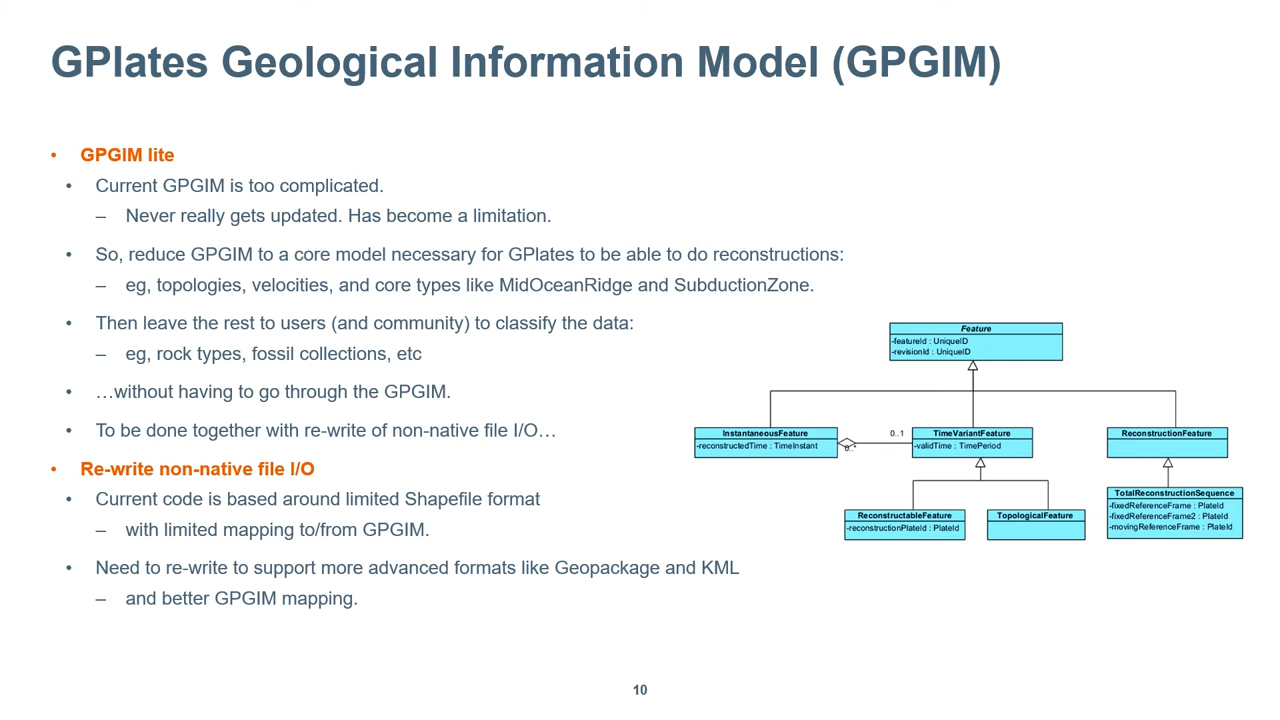 GPlates Geological Information Model (GPGIM)
• GPGIM lite
• Current GPGIM is too complicated.
– Never really gets updated. Has become a limitation.
• So, reduce GPGIM to a core model necessary for GPlates to be able to do reconstructions:
– eg, topologies, velocities, and core types like MidOceanRidge and SubductionZone.
• Then leave the rest to users (and community) to classify the data:
– eg, rock types, fossil collections, etc
• …without having to go through the GPGIM.
• To be done together with re-write of non-native file I/O…
• Re-write non-native file I/O
• Current code is based around limited Shapefile format
– with limited mapping to/from GPGIM.
• Need to re-write to support more advanced formats like Geopackage and KML
– and better GPGIM mapping.
Feature
-featureId : UniqueID
-revisionId : UniqueID
InstantaneousFeature
-reconstructedTime : TimeInstant
0..*
0..1
TimeVariantFeature
-validTime : TimePeriod
ReconstructionFeature
ReconstructableFeature
-reconstructionPlateId : PlateId
TopologicalFeature
TotalReconstructionSequence
-fixedReferenceFrame : PlateId
-fixedReferenceFrame2 : PlateId
-movingReferenceFrame : PlateId
10